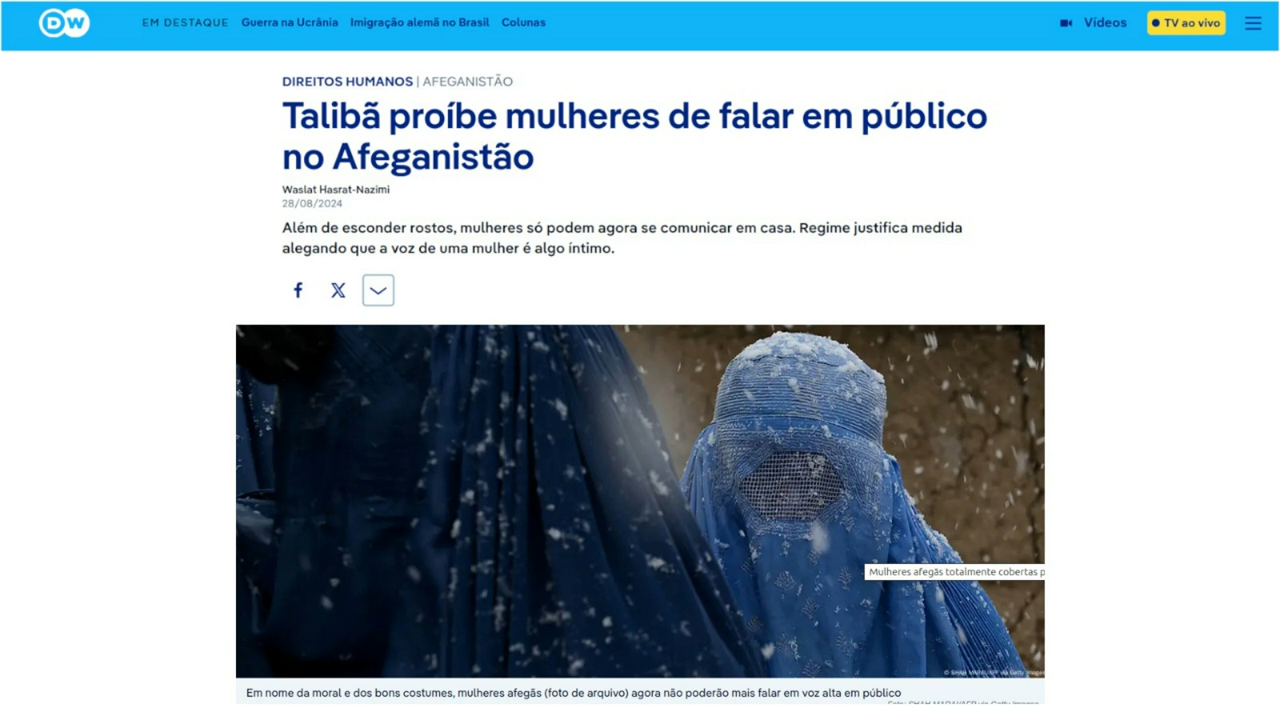 DW EM DESTAQUE Guerra na Ucrânia Imigração alemã no Brasil Colunas Vídeos TV ao vivo
DIREITOS HUMANOS | AFEGANISTÃO
Talibã proíbe mulheres de falar em público
no Afeganistão
Waslat Hasrat-Nazimi
28/08/2024
Além de esconder rostos, mulheres só podem agora se comunicar em casa. Regime justifica medida
alegando que a voz de uma mulher é algo íntimo.
Mulheres afegãs totalmente cobertas p
via Getty Images
Em nome da moral e dos bons costumes, mulheres afegãs (foto de arquivo) agora não poderão mais falar em voz alta em público